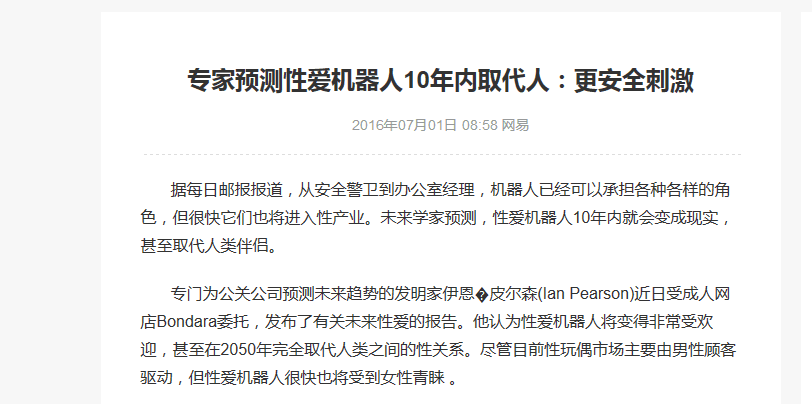 专家预测性爱机器人10年内取代人：更安全刺激
2016年07月01日 08:58 网易
据每日邮报报道，从安全警卫到办公室经理，机器人已经可以承担各种各样的角
色，但很快它们也将进入性产业。未来学家预测，性爱机器人10年内就会变成现实，
甚至取代人类伴侣。
专门为公关公司预测未来趋势的发明家伊恩�皮尔森(Ian Pearson)近日受成人网
店Bondara委托，发布了有关未来性爱的报告。他认为性爱机器人将变得非常受欢
迎，甚至在2050年完全取代人类之间的性关系。尽管目前性玩偶市场主要由男性顾客
驱动，但性爱机器人很快也将受到女性青睐 。